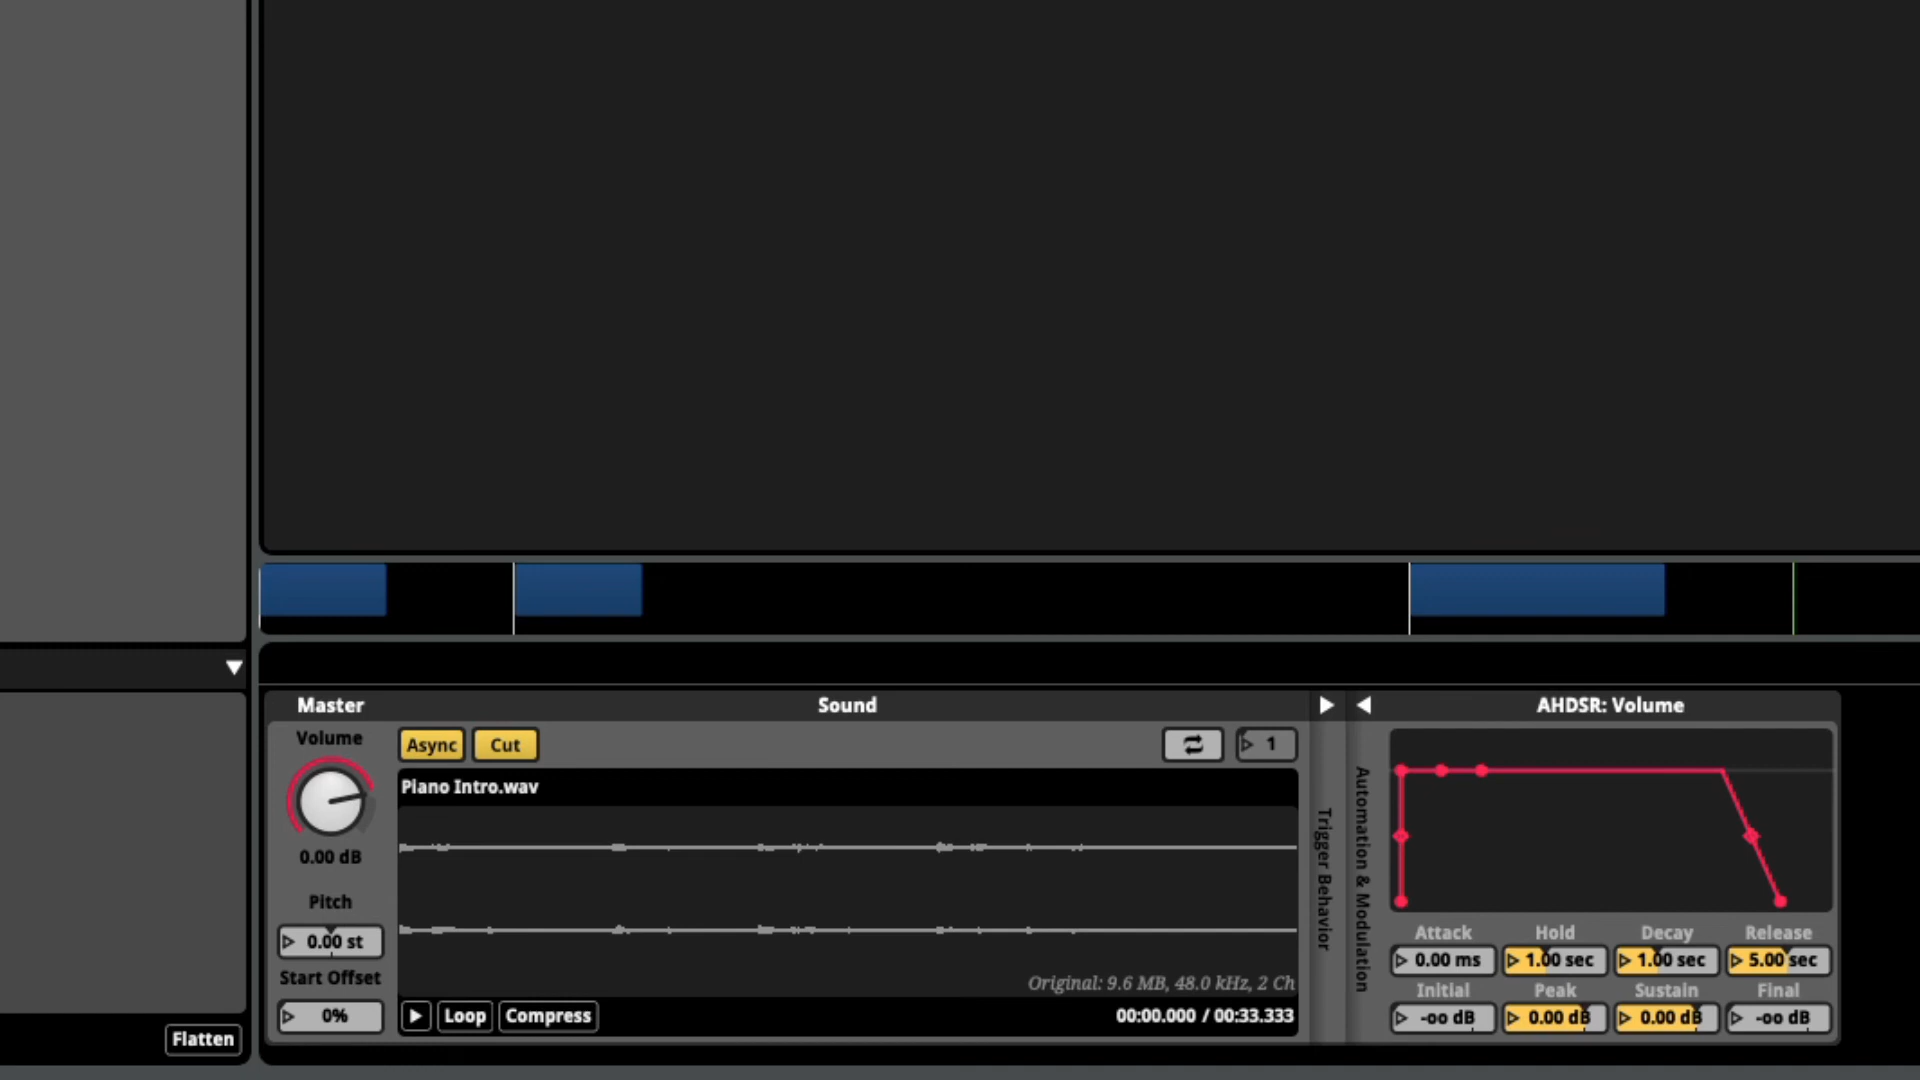 Master
Sound
AHDSR: Volume
Volume
Async
Cut
1
Piano Intro.wav
0.00 dB
Pitch
0.00 st
Start Offset
0%
Original: 9.6 MB, 48.0 kHz, 2 Ch
Loop
Compress
00:00.000 / 00:33.333
Trigger Behavior
Automation & Modulation
Attack
Hold
Decay
Release
0.00 ms
1.00 sec
1.00 sec
5.00 sec
Initial
Peak
Sustain
Final
-oo dB
0.00 dB
0.00 dB
-oo dB
Flatten